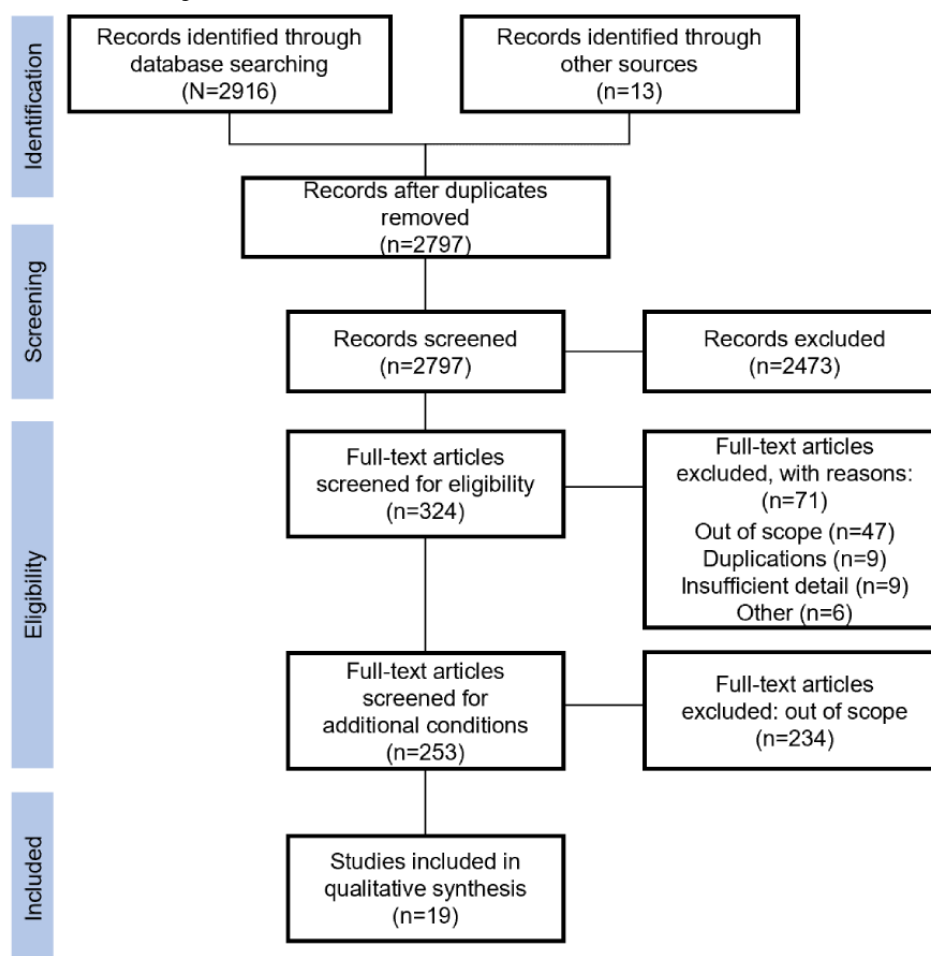 Identification
Records identified through
database searching
(N=2916)
Records identified through
other sources
(n=13)
Records after duplicates
removed
(n=2797)
Screening
Records screened
(n=2797)
Records excluded
(n=2473)
Eligibility
Full-text articles
screened for eligibility
(n=324)
Full-text articles
excluded, with reasons:
(n=71)
Out of scope (n=47)
Duplications (n=9)
Insufficient detail (n=9)
Other (n=6)
Full-text articles
screened for
additional conditions
(n=253)
Full-text articles
excluded: out of scope
(n=234)
Included
Studies included in
qualitative synthesis
(n=19)